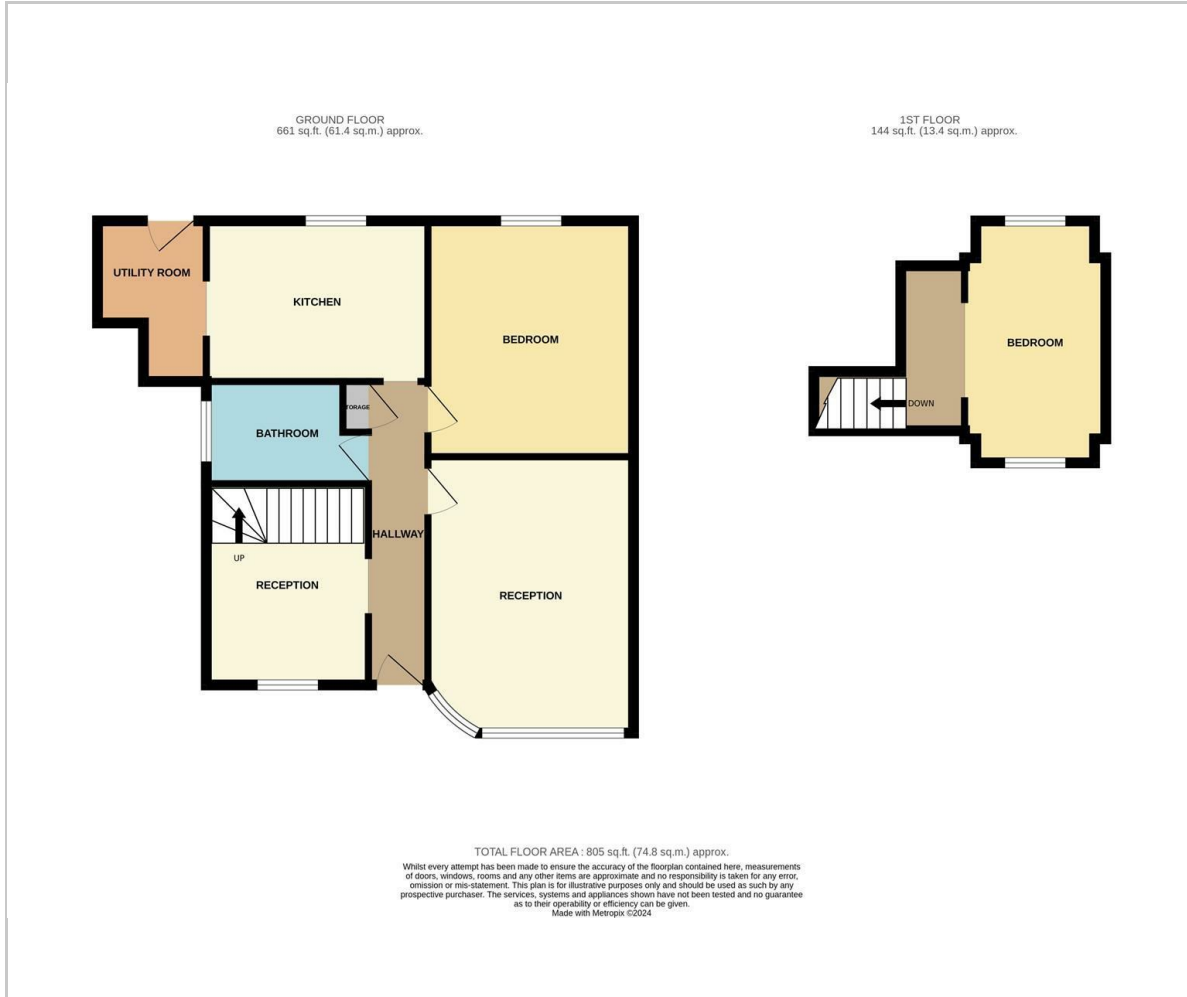 GROUND FLOOR
661 sq.ft. (61.4 sq.m.) approx.
1ST FLOOR
144 sq.ft. (13.4 sq.m.) approx.
UTILITY ROOM
KITCHEN
BEDROOM
TORAGE
BATHROOM
HALLWAY
UP
RECEPTION
RECEPTION
BEDROOM
DOWN
TOTAL FLOOR AREA : 805 sq.ft. (74.8 sq.m.) approx.
Whilst every attempt has been made to ensure the accuracy of the floorplan contained here, measurements
of doors, windows, rooms and any other items are approximate and no responsibility is taken for any error,
omission or mis-statement. This plan is for illustrative purposes only and should be used as such by any
prospective purchaser. The services, systems and appliances shown have not been tested and no guarantee
as to their operability or efficiency can be given.
Made with Metropix ©2024